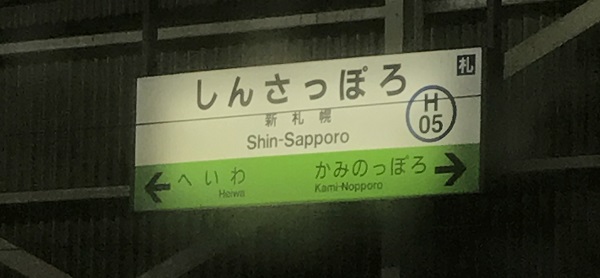 札
しんさっぽろ
新札幌
H
05
Shin-Sapporo
へいわ
Heiwa
かみのっぽろ
Kami-Nopporo